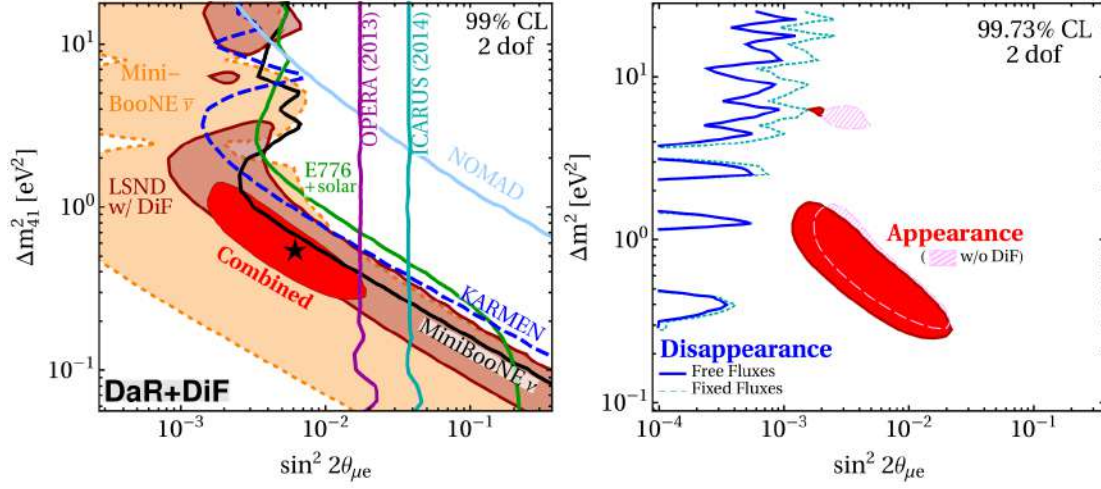 99% CL
2 dof
Mini-
BooNE ν̅
OPERA (2013)
ICARUS (2014)
NOMAD
E776
+ solar
LSND
w/ DiF
Combined
KARMEN
MiniBooNE ν
DaR+DiF
10¹
10⁰
10⁻¹
Δm²₄₁ [eV²]
10⁻³
10⁻²
10⁻¹
sin² 2θμe
99.73% CL
2 dof
Appearance
( w/o DiF)
Disappearance
Free Fluxes
Fixed Fluxes
10¹
10⁰
10⁻¹
Δm² [eV²]
10⁻⁴
10⁻³
10⁻²
10⁻¹
sin² 2θμe